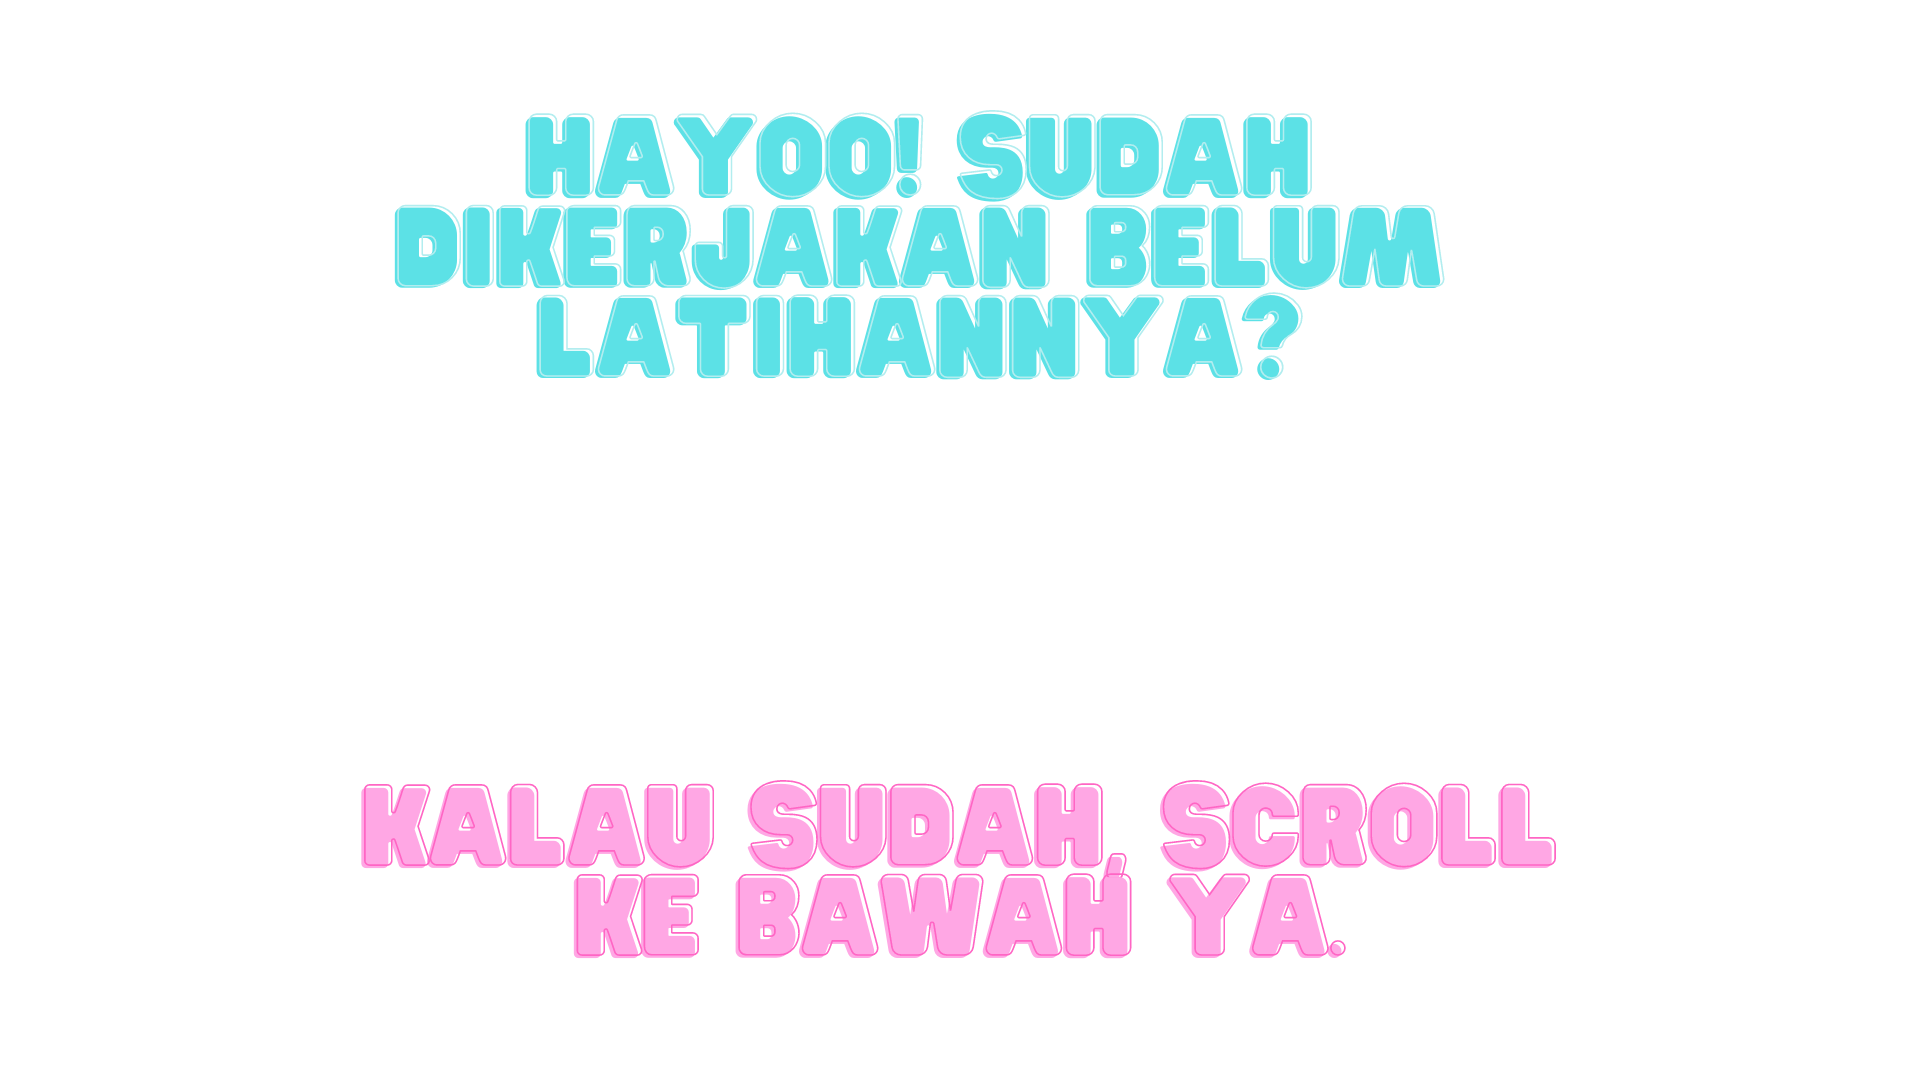 HAYOO! SUDAH
DIKERJAKAN BELUM
LATIHANNYA?
KALAU SUDAH, SCROLL
KE BAWAH YA.